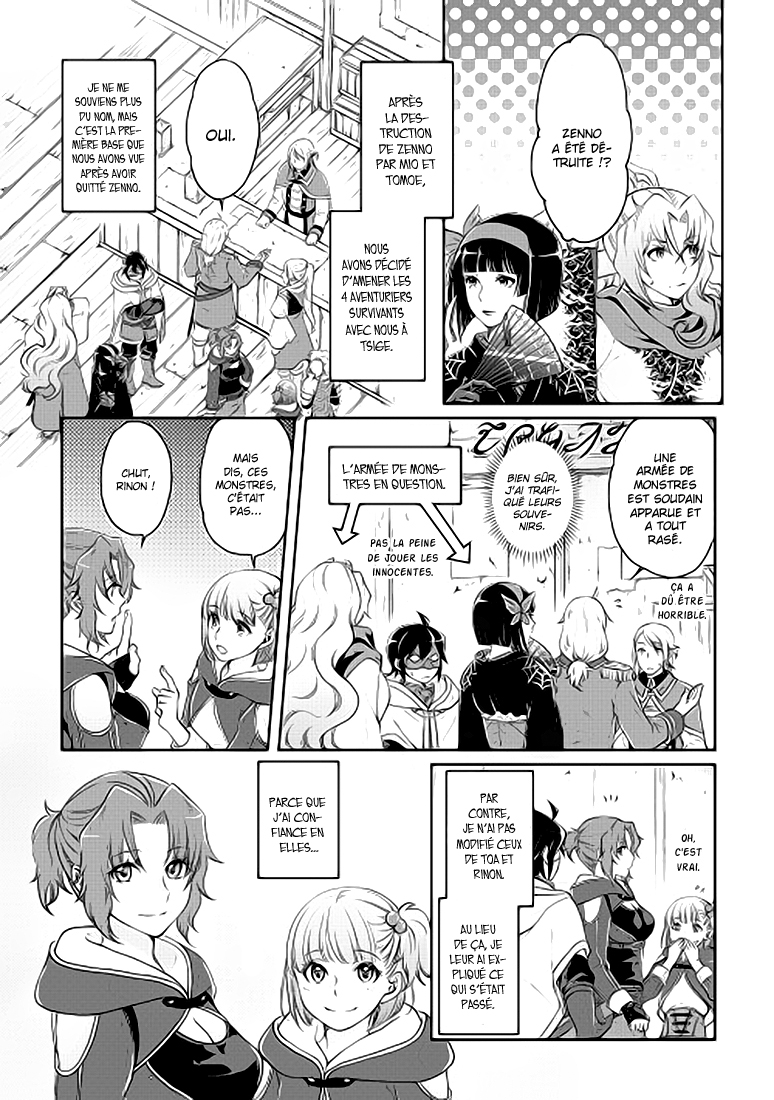 ZENNO
A ÉTÉ DÉ-
TRUITE !?
APRÈS
LA DES-
TRUCTION
DE ZENNO
PAR MIO ET
TOMOE,
NOUS
AVONS DÉCIDÉ
D'AMENER LES
4 AVENTURIERS
SURVIVANTS
AVEC NOUS À
TSIGE.
OUI.
JE NE ME
SOUVIENS PLUS
DU NOM, MAIS
C'EST LA PRE-
MIÈRE BASE QUE
NOUS AVONS VUE
APRÈS AVOIR
QUITTÉ ZENNO.
UNE
ARMÉE DE
MONSTRES
EST SOUDAIN
APPARUE ET
A TOUT
RASÉ.
ÇA A
DÛ ÊTRE
HORRIBLE.
BIEN SÛR,
J'AI TRAFI-
QUÉ LEURS
SOUVE-
NIRS.
L'ARMÉE DE MONS-
TRES EN QUESTION.
PAS LA PEINE
DE JOUER LES
INNOCENTES.
MAIS
DIS, CES
MONSTRES,
C'ÉTAIT
PAS...
CHUT,
RINON !
OH,
C'EST
VRAI.
PAR
CONTRE,
JE N'AI PAS
MODIFIÉ CEUX
DE TOA ET
RINON.
AU LIEU
DE ÇA, JE
LEUR AI EX-
PLIQUÉ CE
QUI S'ÉTAIT
PASSÉ.
PARCE QUE
J'AI CON-
FIANCE EN
ELLES...